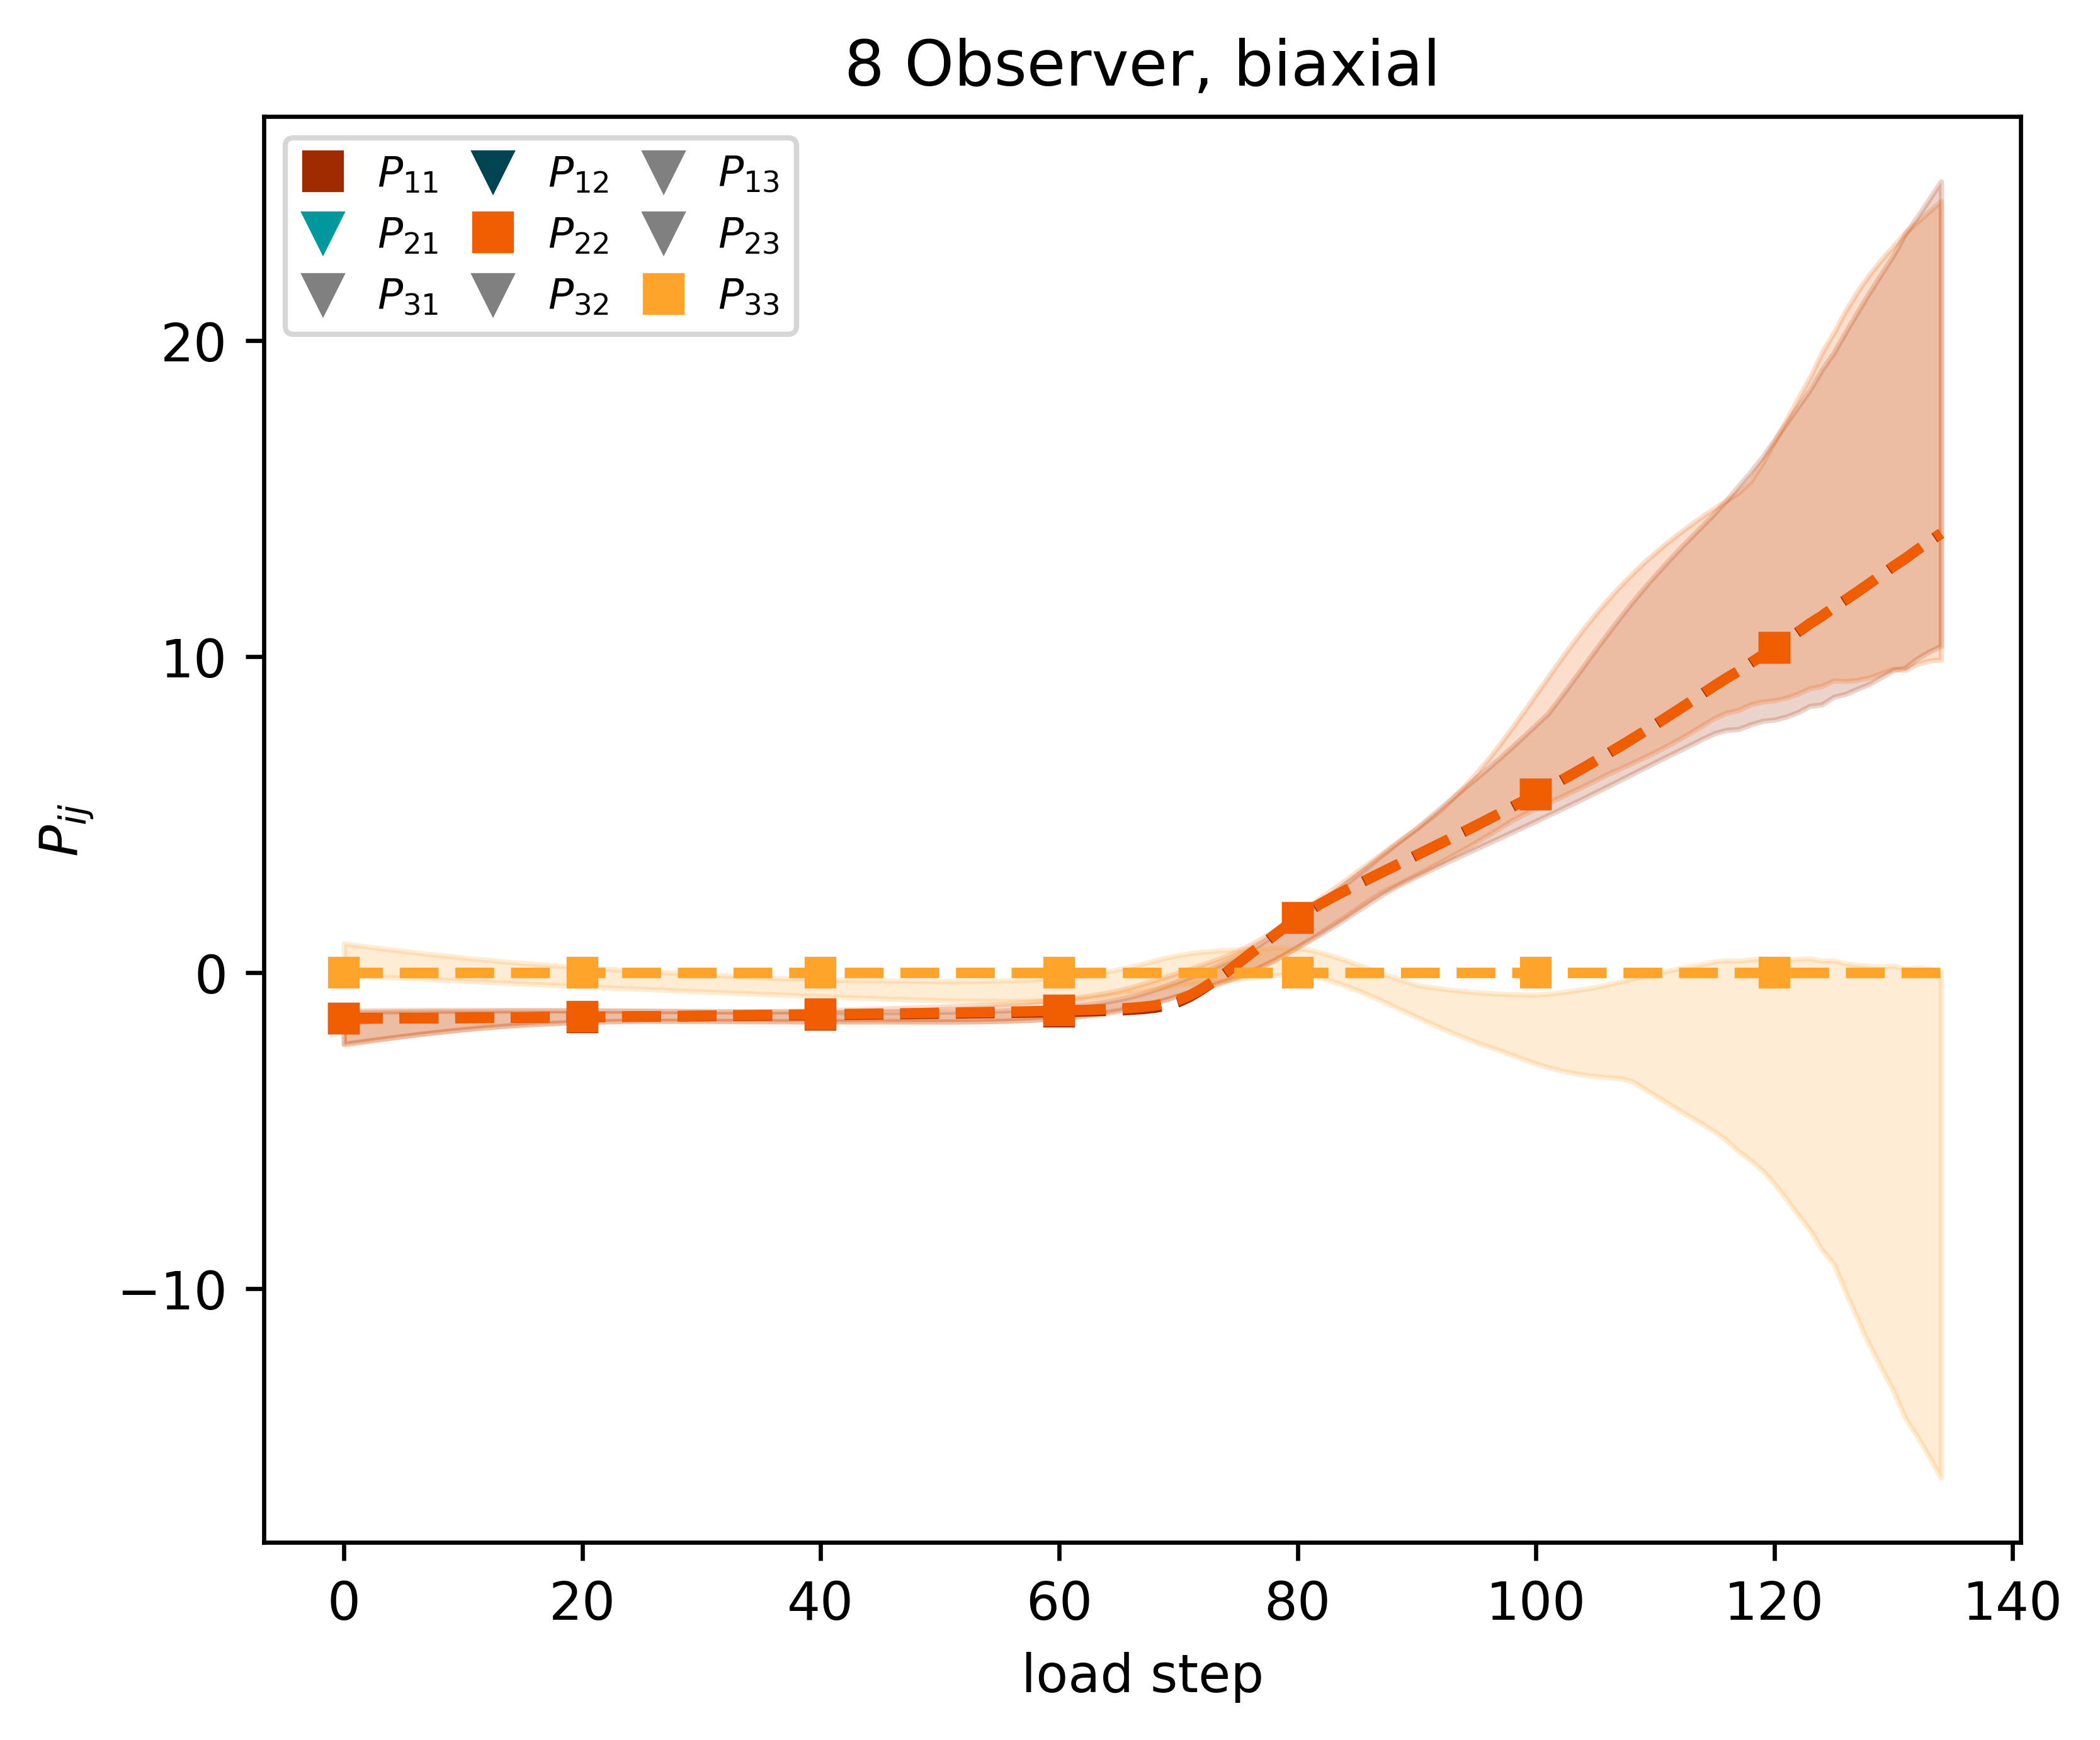 8 Observer, biaxial
P₁₁ P₁₂ P₁₃
P₂₁ P₂₂ P₂₃
P₃₁ P₃₂ P₃₃
20
10
0
−10
Pᵢⱼ
0 20 40 60 80 100 120 140
load step